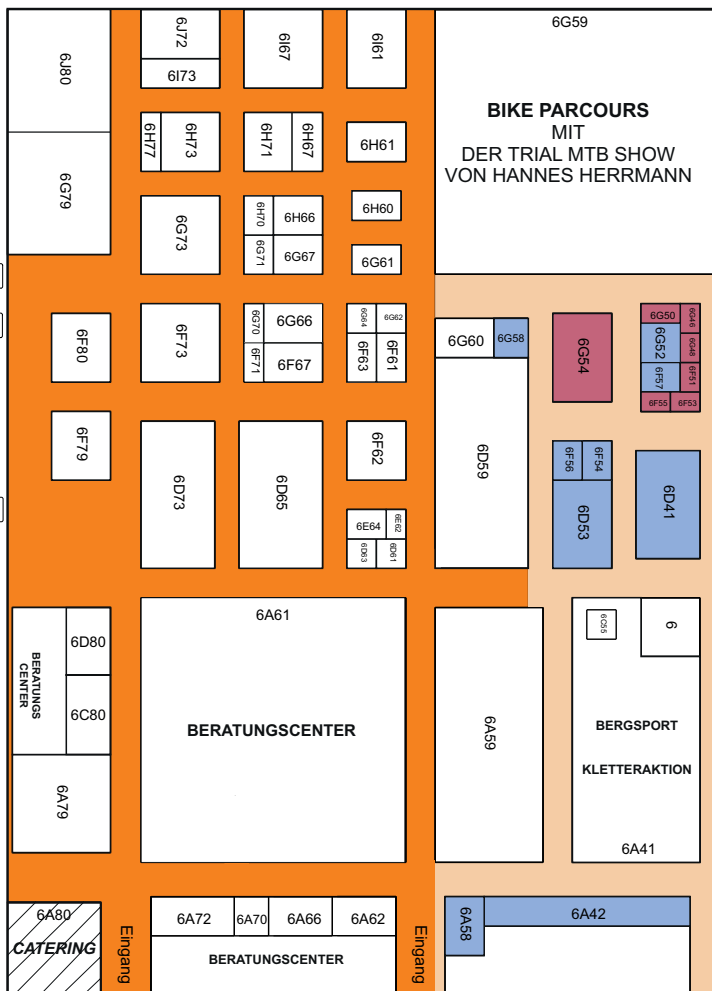 6G59
6J72
6J80
6I67
6I61
6I73
BIKE PARCOURS
MIT
DER TRIAL MTB SHOW
VON HANNES HERRMANN
6H77
6H73
6H71
6H67
6H61
6G79
6G73
6H70
6H66
6H60
6G71
6G67
6G61
6F80
6F73
6G70
6G66
6G64
6G62
6F71
6F67
6F63
6F61
6G60
6G58
6G54
6G50
6G46
6G52
6G48
6F57
6F51
6F55
6F53
6F79
6D73
6D65
6F62
6D59
6F56
6F54
6D53
6D41
6E64
6E62
6D63
6D61
6A61
6D80
BERATUNGS
CENTER
6C80
BERATUNGSCENTER
6A59
6C55
6
BERGSPORT
KLETTERAKTION
6A79
6A41
6A80
CATERING
Eingang
6A72
6A70
6A66
6A62
BERATUNGSCENTER
Eingang
6A58
6A42